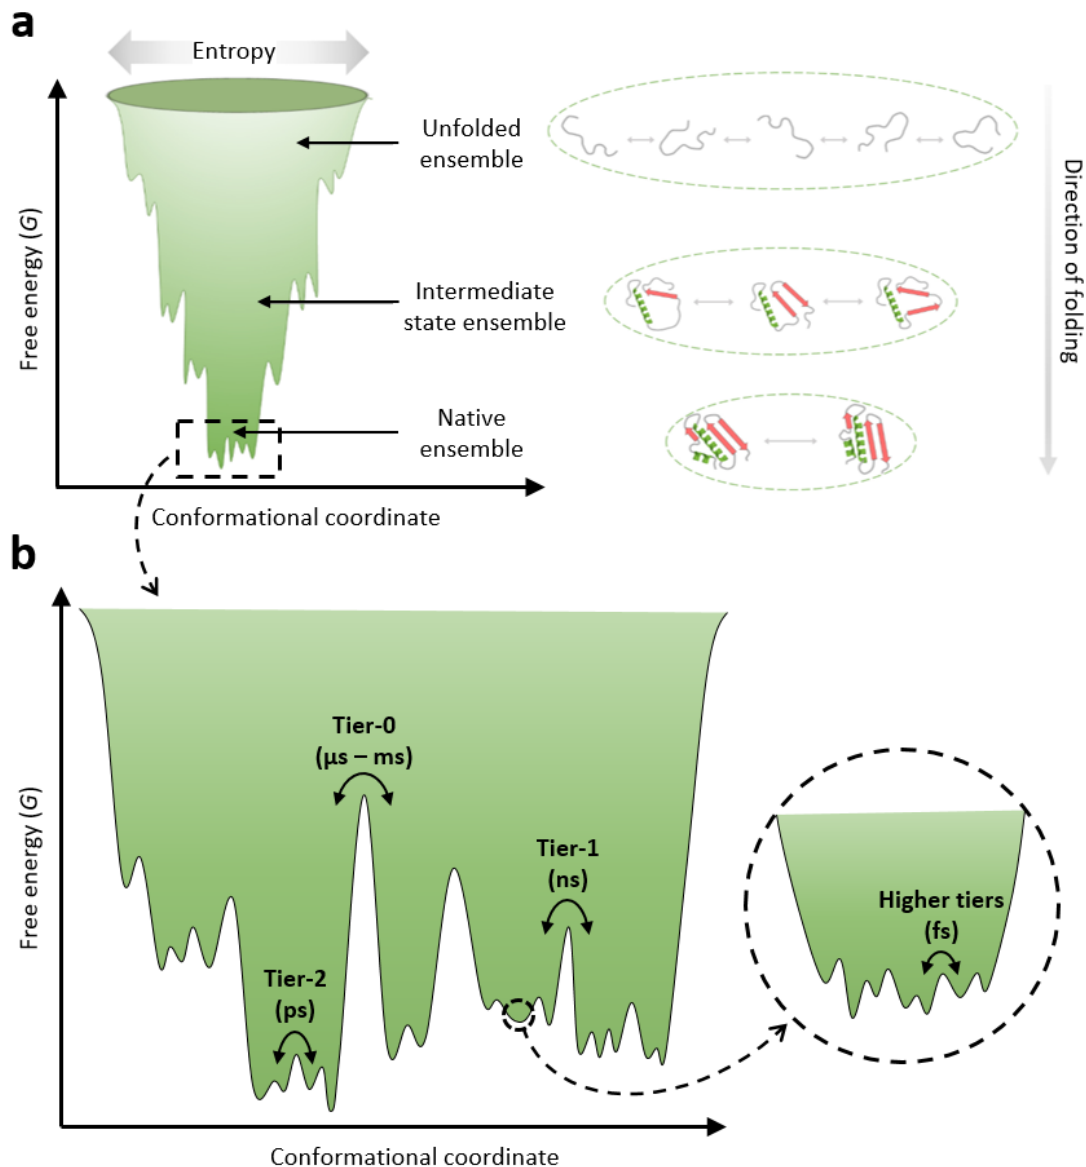 a
Entropy
Unfolded
ensemble
Intermediate
state ensemble
Native
ensemble
Free energy (G)
Conformational coordinate
Direction of folding
b
Tier-0
(µs – ms)
Tier-1
(ns)
Tier-2
(ps)
Higher tiers
(fs)
Free energy (G)
Conformational coordinate